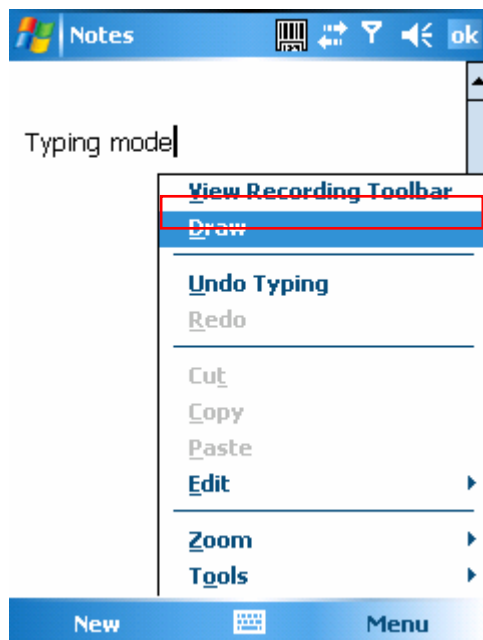 Notes
ok
Typing mode
View Recording Toolbar
Draw
Undo Typing
Redo
Cut
Copy
Paste
Edit
Zoom
Tools
New
Menu